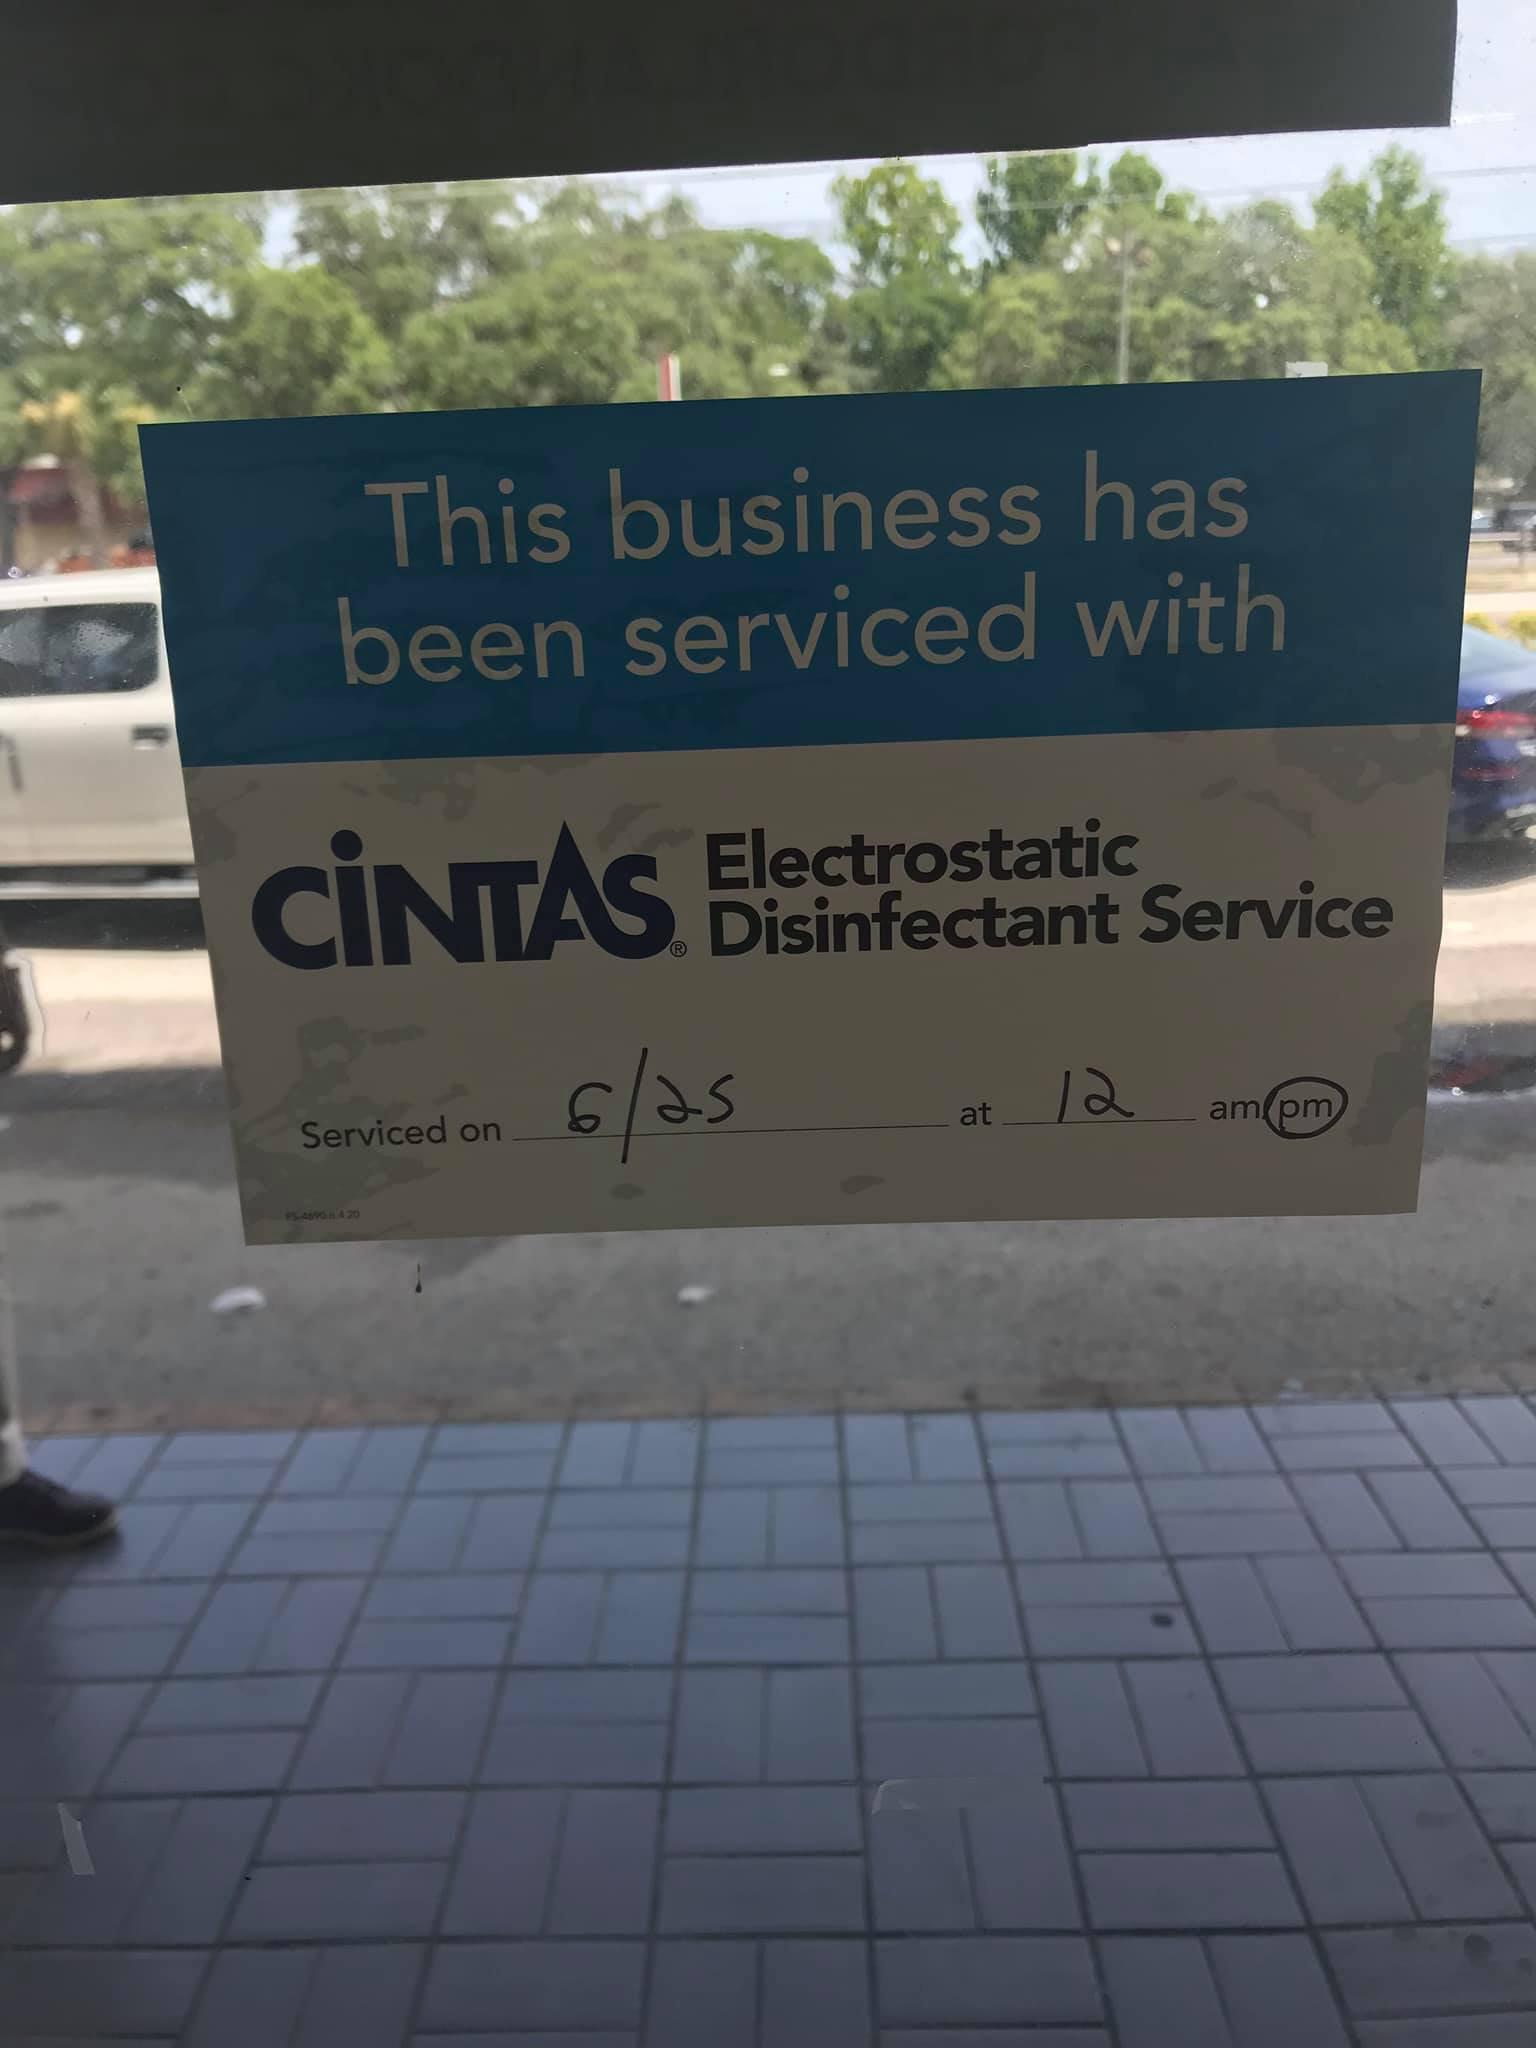 This business has
been serviced with
CINTAS® Electrostatic
Disinfectant Service
Serviced on 6/25 at 12 am/pm